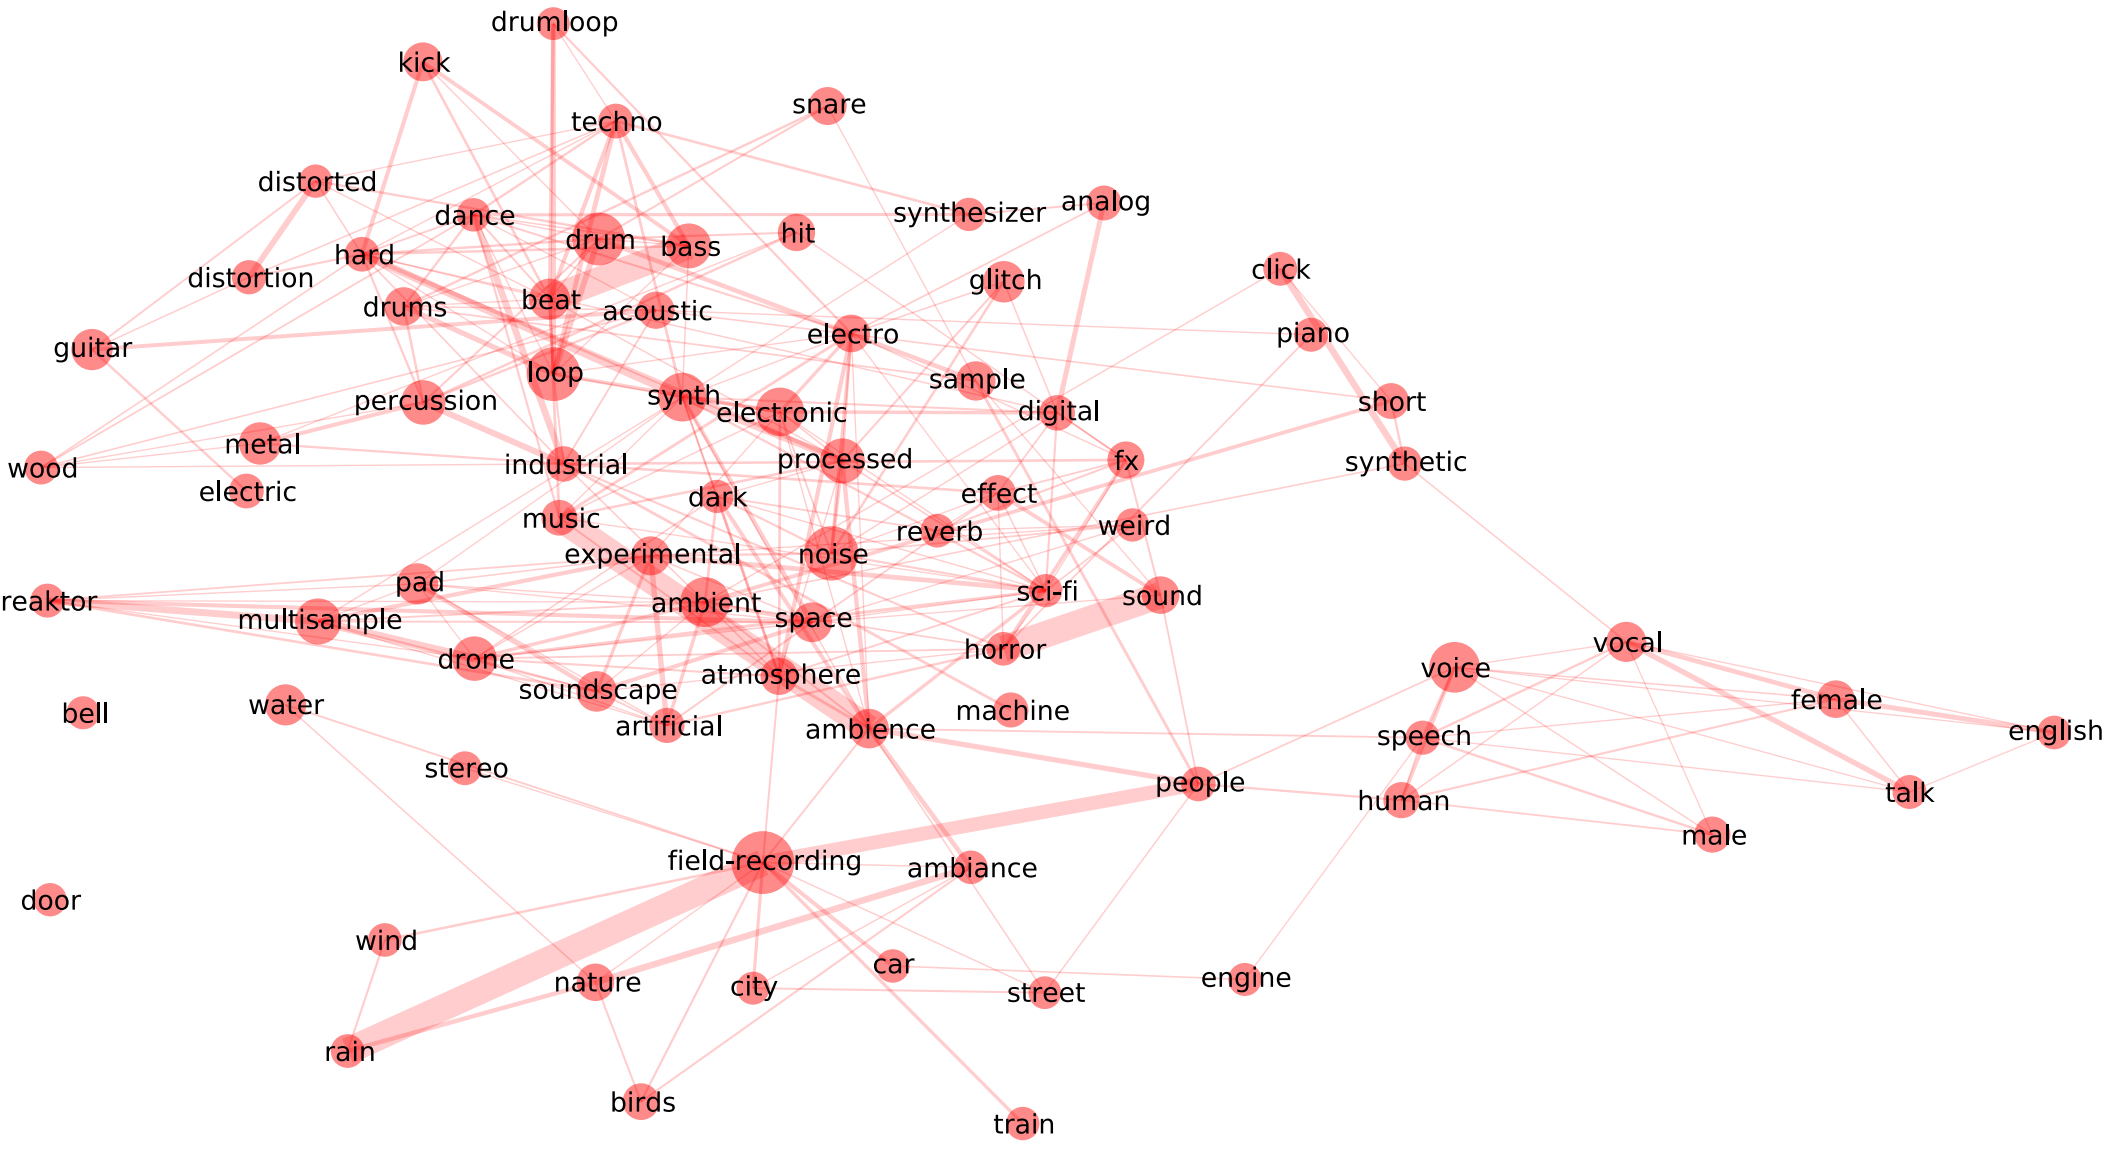 drumloop
kick
snare
techno
distorted
analog
dance
synthesizer
hit
drum
bass
hard
click
distortion
glitch
beat
drums
acoustic
piano
electro
guitar
loop
sample
synth
percussion
short
electronic
digital
metal
processed
fx
synthetic
industrial
wood
electric
effect
dark
music
weird
reverb
experimental
noise
pad
sci-fi
sound
reaktor
ambient
space
multisample
vocal
horror
drone
voice
atmosphere
soundscape
female
water
machine
bell
artificial
ambience
english
speech
stereo
people
talk
human
male
field-recording
ambiance
door
wind
car
engine
nature
city
street
rain
birds
train